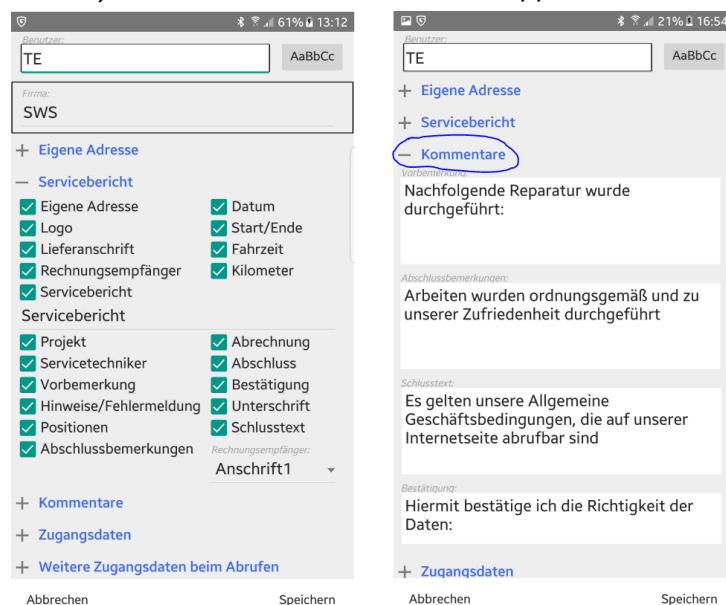 61% 13:12
Benutzer:
TE
AaBbCc
Firma:
SWS
+ Eigene Adresse
— Servicebericht
Eigene Adresse
Datum
Logo
Start/Ende
Lieferanschrift
Fahrzeit
Rechnungsempfänger
Kilometer
Servicebericht
Servicebericht
Projekt
Abrechnung
Servicetechniker
Abschluss
Vorbemerkung
Bestätigung
Hinweise/Fehlermeldung
Unterschrift
Positionen
Schlusstext
Abschlussbemerkungen
Rechnungsempfänger:
Anschrift1
+ Kommentare
+ Zugangsdaten
+ Weitere Zugangsdaten beim Abrufen
Abbrechen
Speichern
21% 16:54
Benutzer:
TE
AaBbCc
+ Eigene Adresse
+ Servicebericht
— Kommentare
Vorbemerkung:
Nachfolgende Reparatur wurde
durchgeführt:
Abschlussbemerkungen:
Arbeiten wurden ordnungsgemäß und zu
unserer Zufriedenheit durchgeführt
Schlusstext:
Es gelten unsere Allgemeine
Geschäftsbedingungen, die auf unserer
Internetseite abrufbar sind
Bestätigung:
Hiermit bestätige ich die Richtigkeit der
Daten:
+ Zugangsdaten
Abbrechen
Speichern